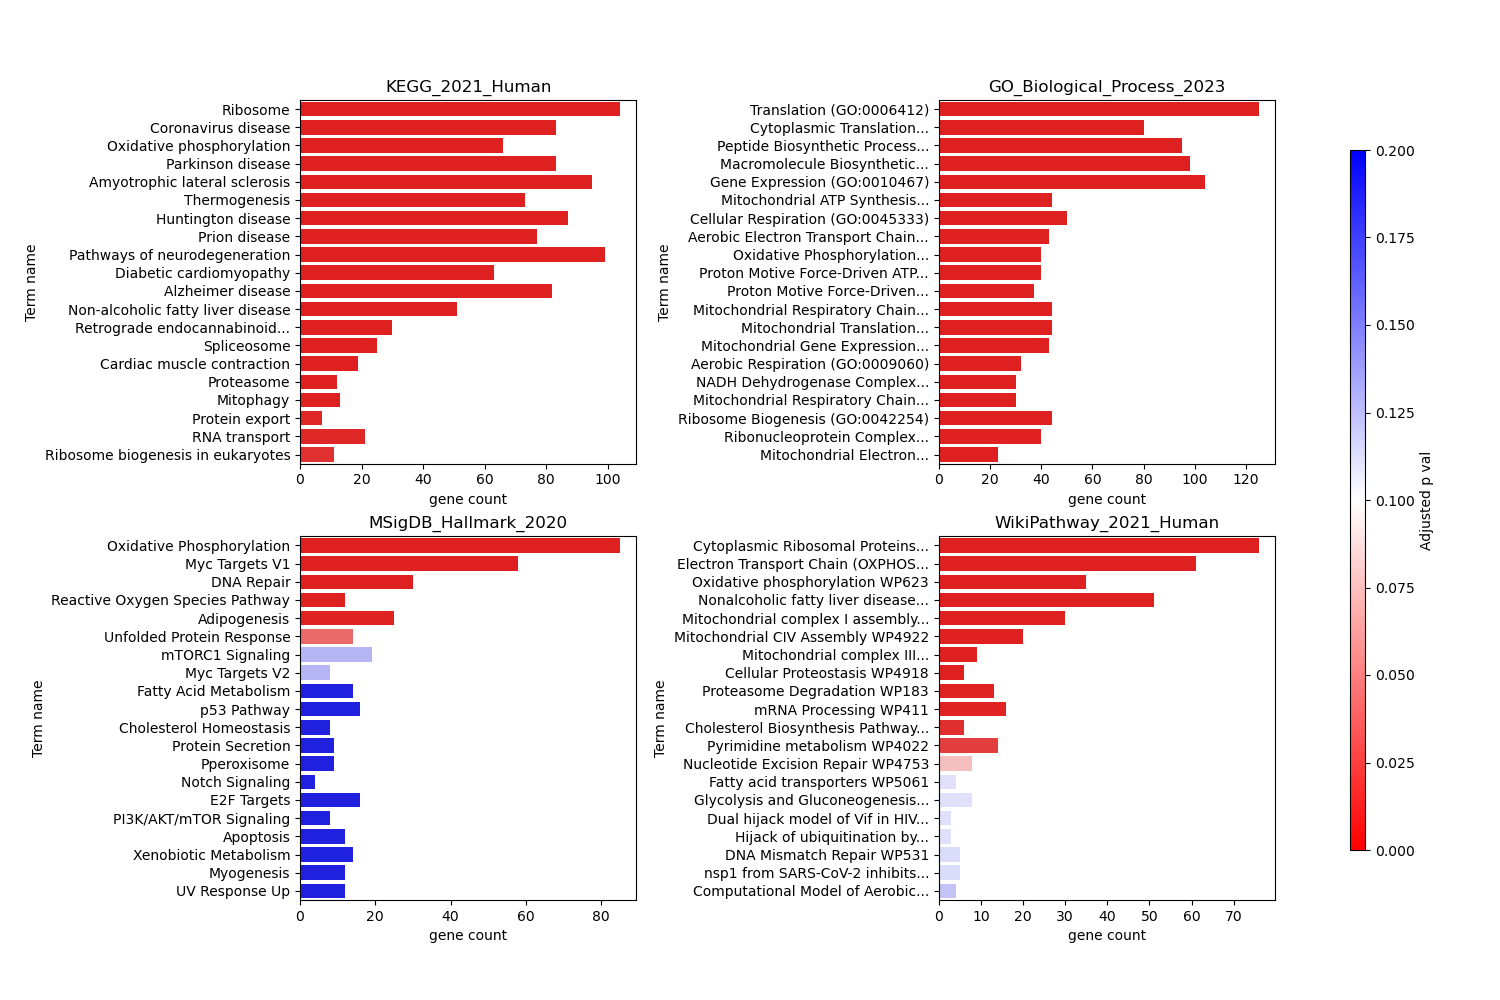 KEGG_2021_Human
Term name
Ribosome
Coronavirus disease
Oxidative phosphorylation
Parkinson disease
Amyotrophic lateral sclerosis
Thermogenesis
Huntington disease
Prion disease
Pathways of neurodegeneration
Diabetic cardiomyopathy
Alzheimer disease
Non-alcoholic fatty liver disease
Retrograde endocannabinoid...
Spliceosome
Cardiac muscle contraction
Proteasome
Mitophagy
Protein export
RNA transport
Ribosome biogenesis in eukaryotes
0 20 40 60 80 100
gene count
GO_Biological_Process_2023
Term name
Translation (GO:0006412)
Cytoplasmic Translation...
Peptide Biosynthetic Process...
Macromolecule Biosynthetic...
Gene Expression (GO:0010467)
Mitochondrial ATP Synthesis...
Cellular Respiration (GO:0045333)
Aerobic Electron Transport Chain...
Oxidative Phosphorylation...
Proton Motive Force-Driven ATP...
Proton Motive Force-Driven...
Mitochondrial Respiratory Chain...
Mitochondrial Translation...
Mitochondrial Gene Expression...
Aerobic Respiration (GO:0009060)
NADH Dehydrogenase Complex...
Mitochondrial Respiratory Chain...
Ribosome Biogenesis (GO:0042254)
Ribonucleoprotein Complex...
Mitochondrial Electron...
0 20 40 60 80 100 120
gene count
MSigDB_Hallmark_2020
Term name
Oxidative Phosphorylation
Myc Targets V1
DNA Repair
Reactive Oxygen Species Pathway
Adipogenesis
Unfolded Protein Response
mTORC1 Signaling
Myc Targets V2
Fatty Acid Metabolism
p53 Pathway
Cholesterol Homeostasis
Protein Secretion
Pperoxisome
Notch Signaling
E2F Targets
PI3K/AKT/mTOR Signaling
Apoptosis
Xenobiotic Metabolism
Myogenesis
UV Response Up
0 20 40 60 80
gene count
WikiPathway_2021_Human
Term name
Cytoplasmic Ribosomal Proteins...
Electron Transport Chain (OXPHOS...
Oxidative phosphorylation WP623
Nonalcoholic fatty liver disease...
Mitochondrial complex I assembly...
Mitochondrial CIV Assembly WP4922
Mitochondrial complex III...
Cellular Proteostasis WP4918
Proteasome Degradation WP183
mRNA Processing WP411
Cholesterol Biosynthesis Pathway...
Pyrimidine metabolism WP4022
Nucleotide Excision Repair WP4753
Fatty acid transporters WP5061
Glycolysis and Gluconeogenesis...
Dual hijack model of Vif in HIV...
Hijack of ubiquitination by...
DNA Mismatch Repair WP531
nsp1 from SARS-CoV-2 inhibits...
Computational Model of Aerobic...
0 10 20 30 40 50 60 70
gene count
0.200
0.175
0.150
0.125
0.100
0.075
0.050
0.025
0.000
Adjusted p val